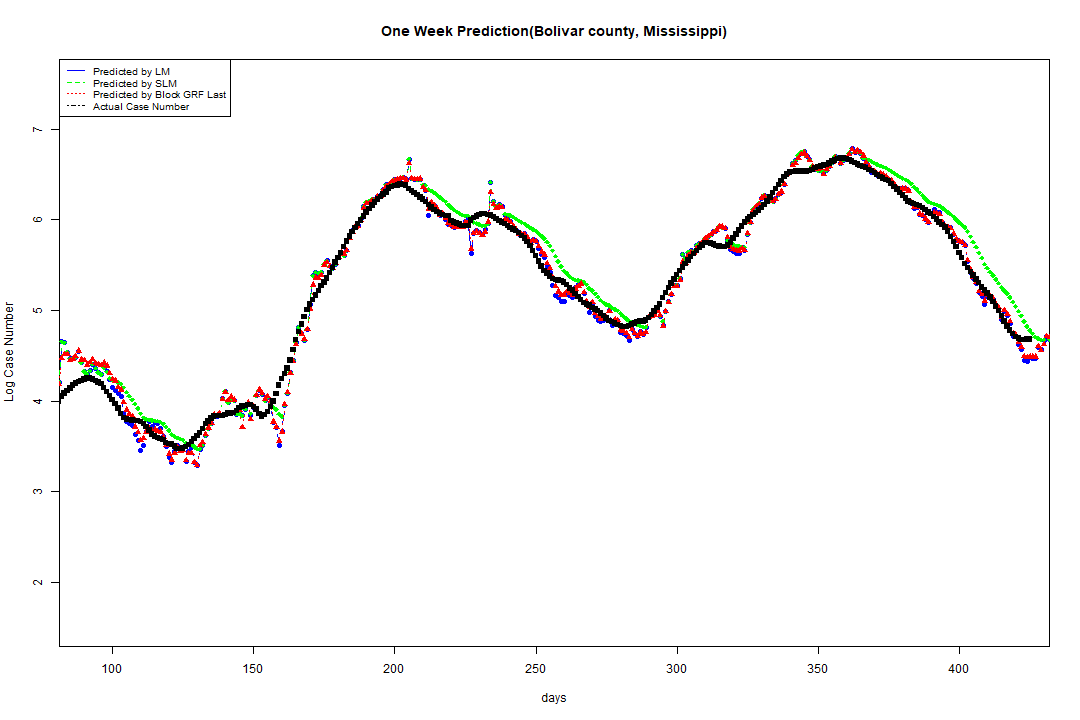 One Week Prediction(Bolivar county, Mississippi)
Predicted by LM
Predicted by SLM
Predicted by Block GRF Last
Actual Case Number
7
6
5
4
3
2
Log Case Number
100 150 200 250 300 350 400
days